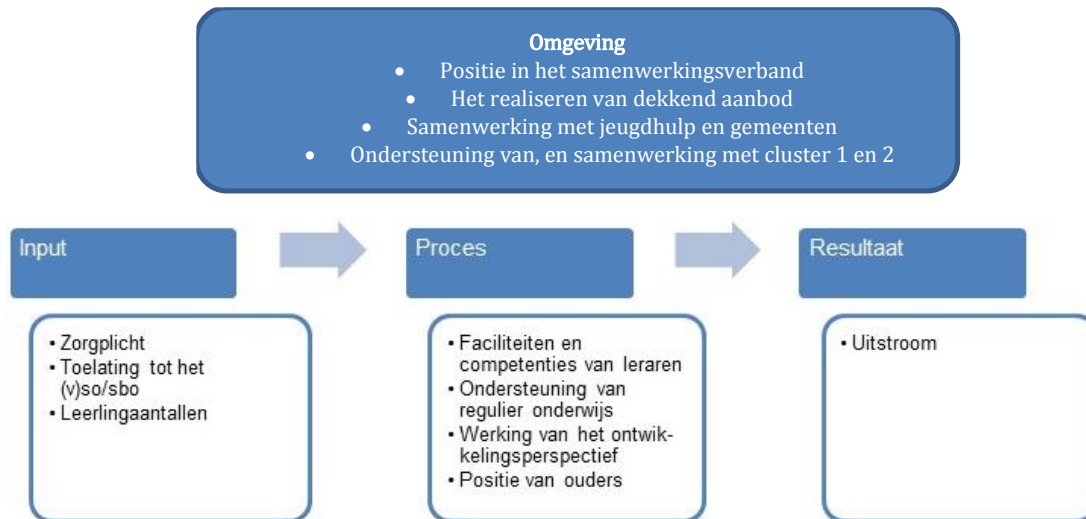 Omgeving
• Positie in het samenwerkingsverband
• Het realiseren van dekkend aanbod
• Samenwerking met jeugdhulp en gemeenten
• Ondersteuning van, en samenwerking met cluster 1 en 2
Input
• Zorgplicht
• Toelating tot het
(v)so/sbo
• Leerlingaantallen
Proces
• Faciliteiten en
competenties van leraren
• Ondersteuning van
regulier onderwijs
• Werking van het ontwik-
kelingsperspectief
• Positie van ouders
Resultaat
• Uitstroom